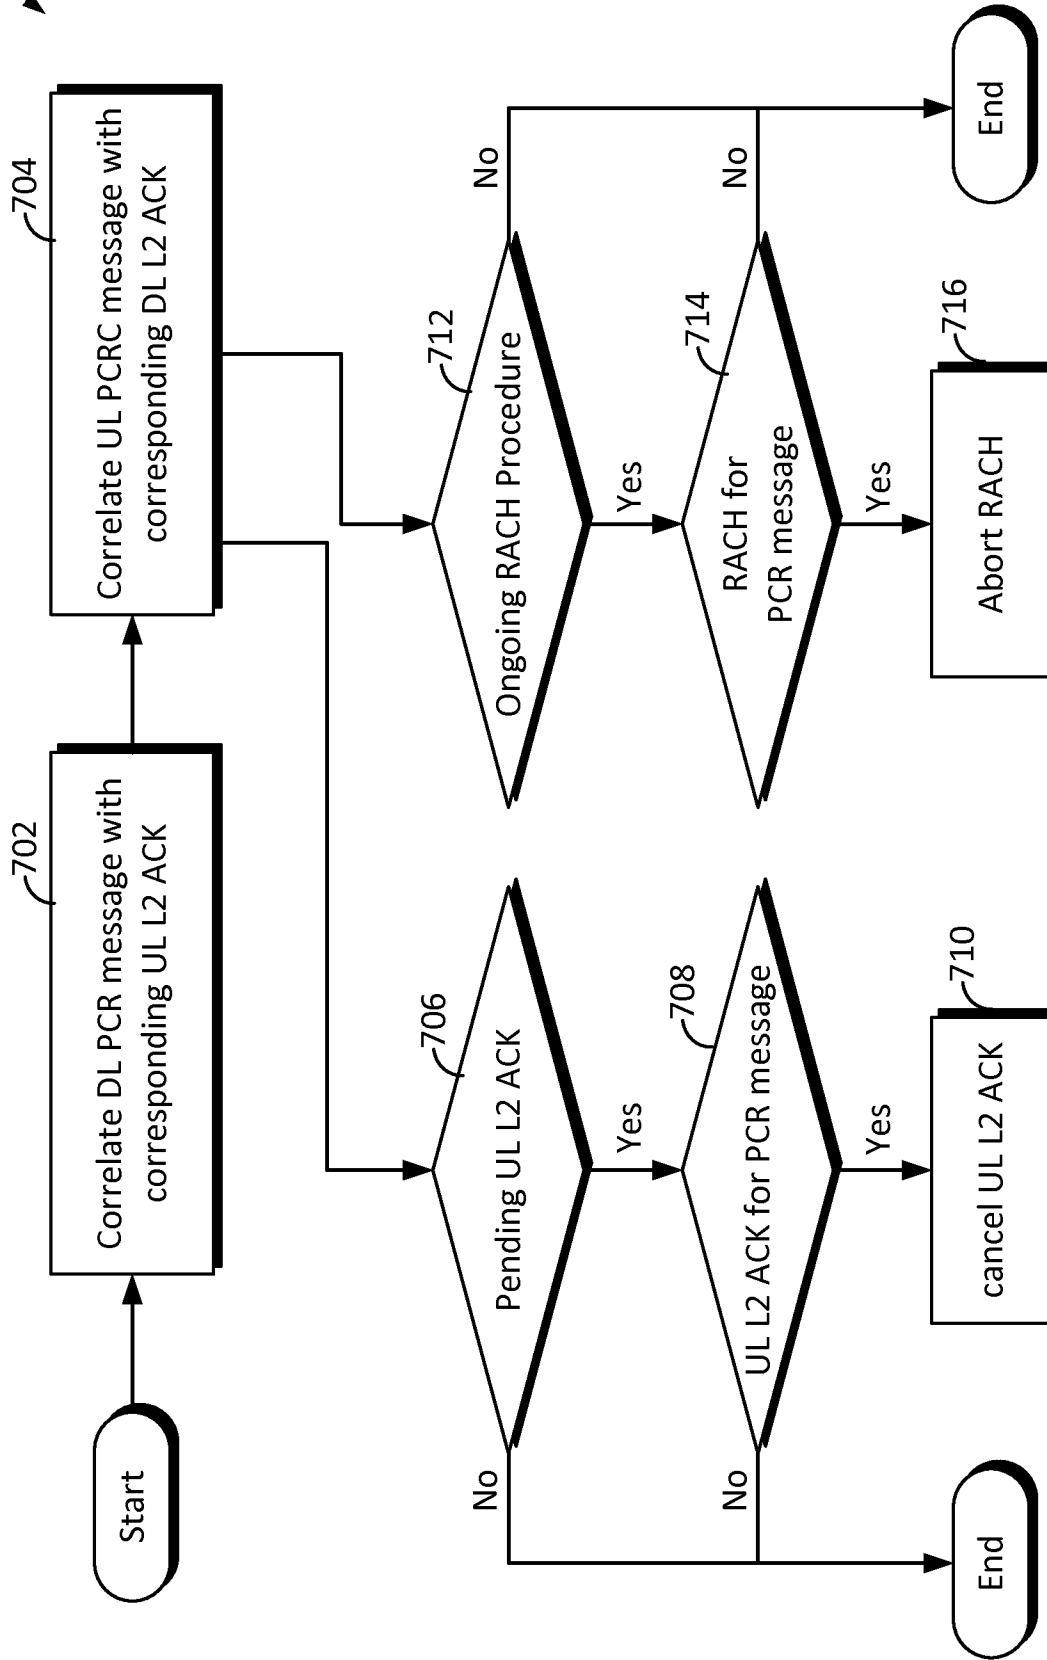 Start
702
Correlate DL PCR message with
corresponding UL L2 ACK
704
Correlate UL PCRC message with
corresponding DL L2 ACK
706
Pending UL L2 ACK
No
Yes
708
UL L2 ACK for PCR message
No
Yes
710
cancel UL L2 ACK
End
712
Ongoing RACH Procedure
No
Yes
714
RACH for
PCR message
No
Yes
716
Abort RACH
End